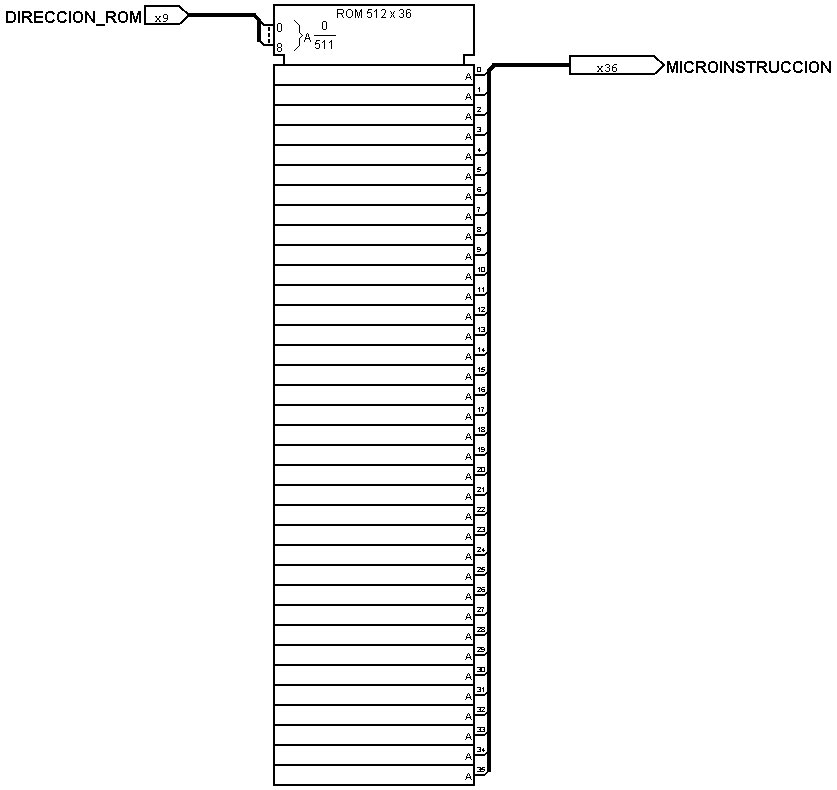 DIRECCION_ROM x9
ROM 512 x 36
0
8
A 0
511
x36 MICROINSTRUCCION
A 0
A 1
A 2
A 3
A 4
A 5
A 6
A 7
A 8
A 9
A 10
A 11
A 12
A 13
A 14
A 15
A 16
A 17
A 18
A 19
A 20
A 21
A 22
A 23
A 24
A 25
A 26
A 27
A 28
A 29
A 30
A 31
A 32
A 33
A 34
A 35